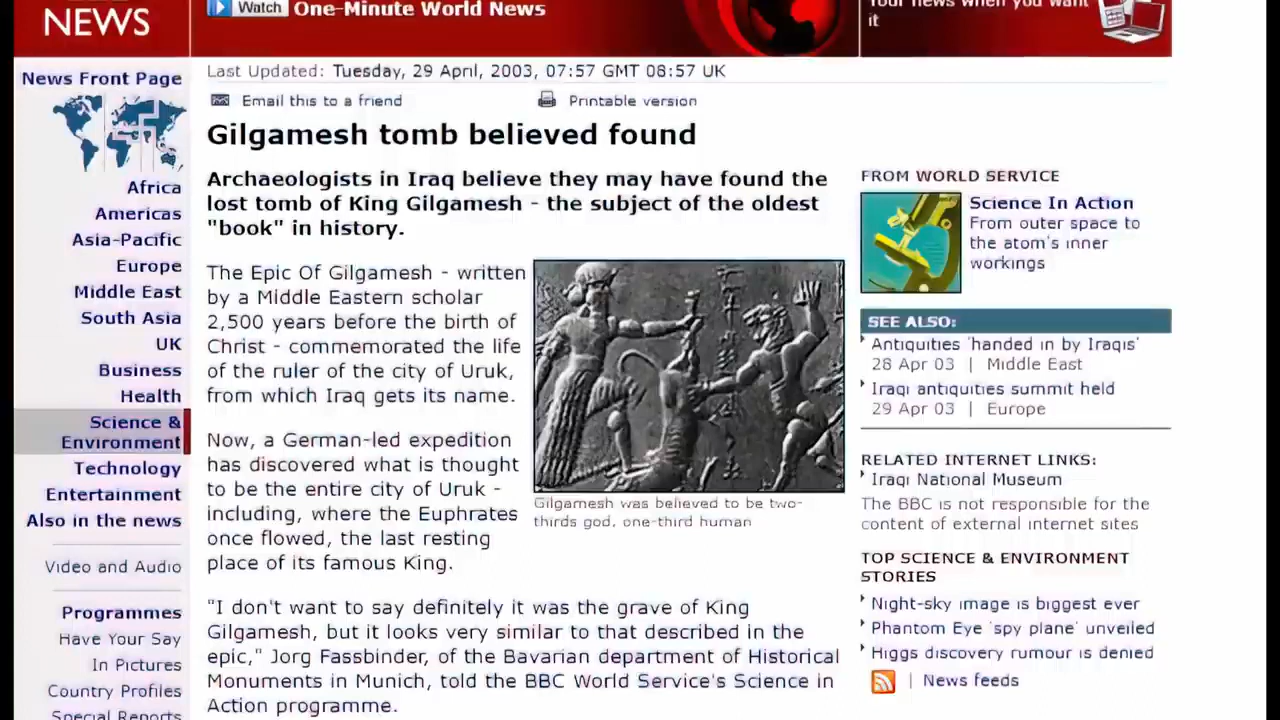 NEWS
Watch One-Minute World News
Your news when you want
it
News Front Page
Africa
Americas
Asia-Pacific
Europe
Middle East
South Asia
UK
Business
Health
Science &
Environment
Technology
Entertainment
Also in the news
Video and Audio
Programmes
Have Your Say
In Pictures
Country Profiles
Special Reports
Last Updated: Tuesday, 29 April, 2003, 07:57 GMT 08:57 UK
Email this to a friend
Printable version
Gilgamesh tomb believed found
Archaeologists in Iraq believe they may have found the
lost tomb of King Gilgamesh - the subject of the oldest
"book" in history.
The Epic Of Gilgamesh - written
by a Middle Eastern scholar
2,500 years before the birth of
Christ - commemorated the life
of the ruler of the city of Uruk,
from which Iraq gets its name.
Now, a German-led expedition
has discovered what is thought
to be the entire city of Uruk -
including, where the Euphrates
once flowed, the last resting
place of its famous King.
Gilgamesh was believed to be two-
thirds god, one-third human
"I don't want to say definitely it was the grave of King
Gilgamesh, but it looks very similar to that described in the
epic," Jorg Fassbinder, of the Bavarian department of Historical
Monuments in Munich, told the BBC World Service's Science in
Action programme.
FROM WORLD SERVICE
Science In Action
From outer space to
the atom's inner
workings
SEE ALSO:
Antiquities 'handed in by Iraqis'
28 Apr 03 | Middle East
Iraqi antiquities summit held
29 Apr 03 | Europe
RELATED INTERNET LINKS:
Iraqi National Museum
The BBC is not responsible for the
content of external internet sites
TOP SCIENCE & ENVIRONMENT
STORIES
Night-sky image is biggest ever
Phantom Eye 'spy plane' unveiled
Higgs discovery rumour is denied
| News feeds